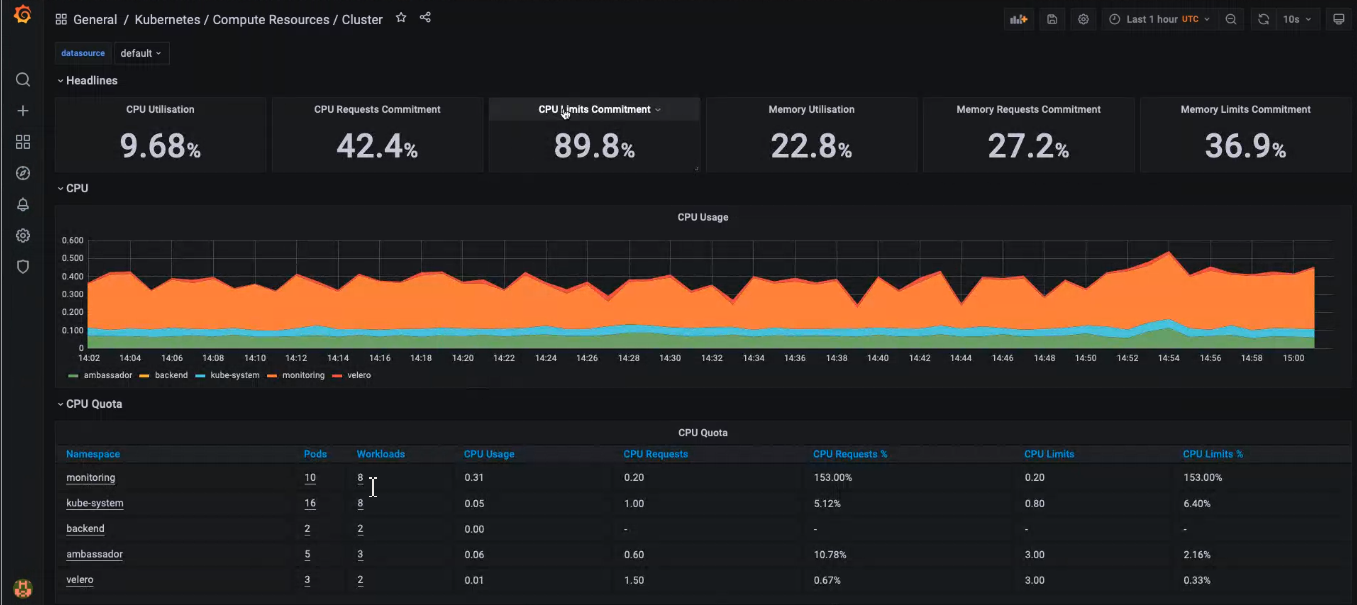 General / Kubernetes / Compute Resources / Cluster
Last 1 hour UTC
10s
datasource default
Headlines
CPU Utilisation CPU Requests Commitment CPU Limits Commitment Memory Utilisation Memory Requests Commitment Memory Limits Commitment
9.68% 42.4% 89.8% 22.8% 27.2% 36.9%
CPU
CPU Usage
0.600
0.500
0.400
0.300
0.200
0.100
0
14:02 14:04 14:06 14:08 14:10 14:12 14:14 14:16 14:18 14:20 14:22 14:24 14:26 14:28 14:30 14:32 14:34 14:36 14:38 14:40 14:42 14:44 14:46 14:48 14:50 14:52 14:54 14:56 14:58 15:00
ambassador backend kube-system monitoring velero
CPU Quota
CPU Quota
Namespace Pods Workloads CPU Usage CPU Requests CPU Requests % CPU Limits CPU Limits %
monitoring 10 8 0.31 0.20 153.00% 0.20 153.00%
kube-system 16 8 0.05 1.00 5.12% 0.80 6.40%
backend 2 2 0.00 - - - -
ambassador 5 3 0.06 0.60 10.78% 3.00 2.16%
velero 3 2 0.01 1.50 0.67% 3.00 0.33%